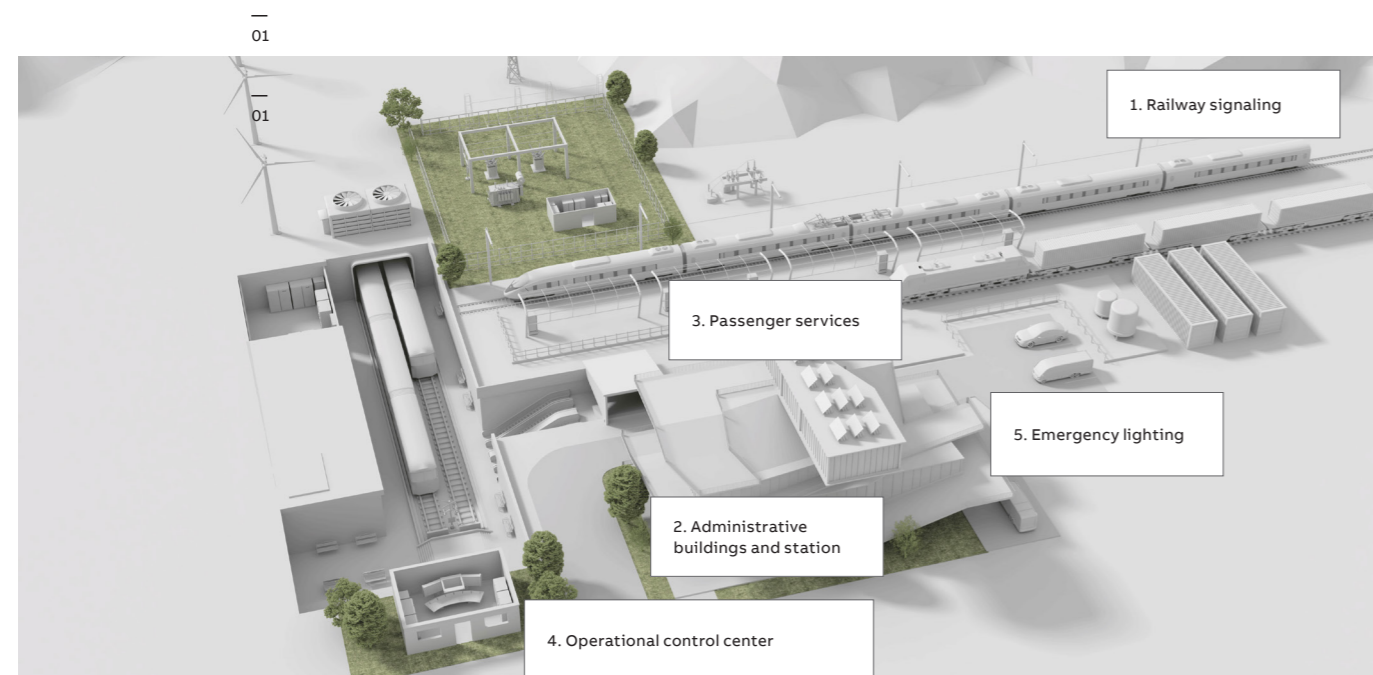 01
01
1. Railway signaling
3. Passenger services
5. Emergency lighting
2. Administrative
buildings and station
4. Operational control center